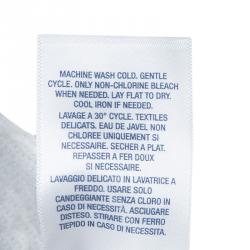 MACHINE WASH COLD. GENTLE
CYCLE. ONLY NON-CHLORINE BLEACH
WHEN NEEDED. LAY FLAT TO DRY.
COOL IRON IF NEEDED.
LAVAGE A 30° CYCLE. TEXTILES
DELICATS. EAU DE JAVEL NON
CHLOREE UNIQUEMENT SI
NECESSAIRE. SECHER A PLAT.
REPASSER A FER DOUX
SI NECESSAIRE.
LAVAGGIO DELICATO IN LAVATRICE A
FREDDO. USARE SOLO
CANDEGGIANTE SENZA CLORO IN
CASO DI NECESSITÀ. ASCIUGARE
DISTESO. STIRARE CON FERRO
TIEPIDO IN CASO DI NECESSITÀ.